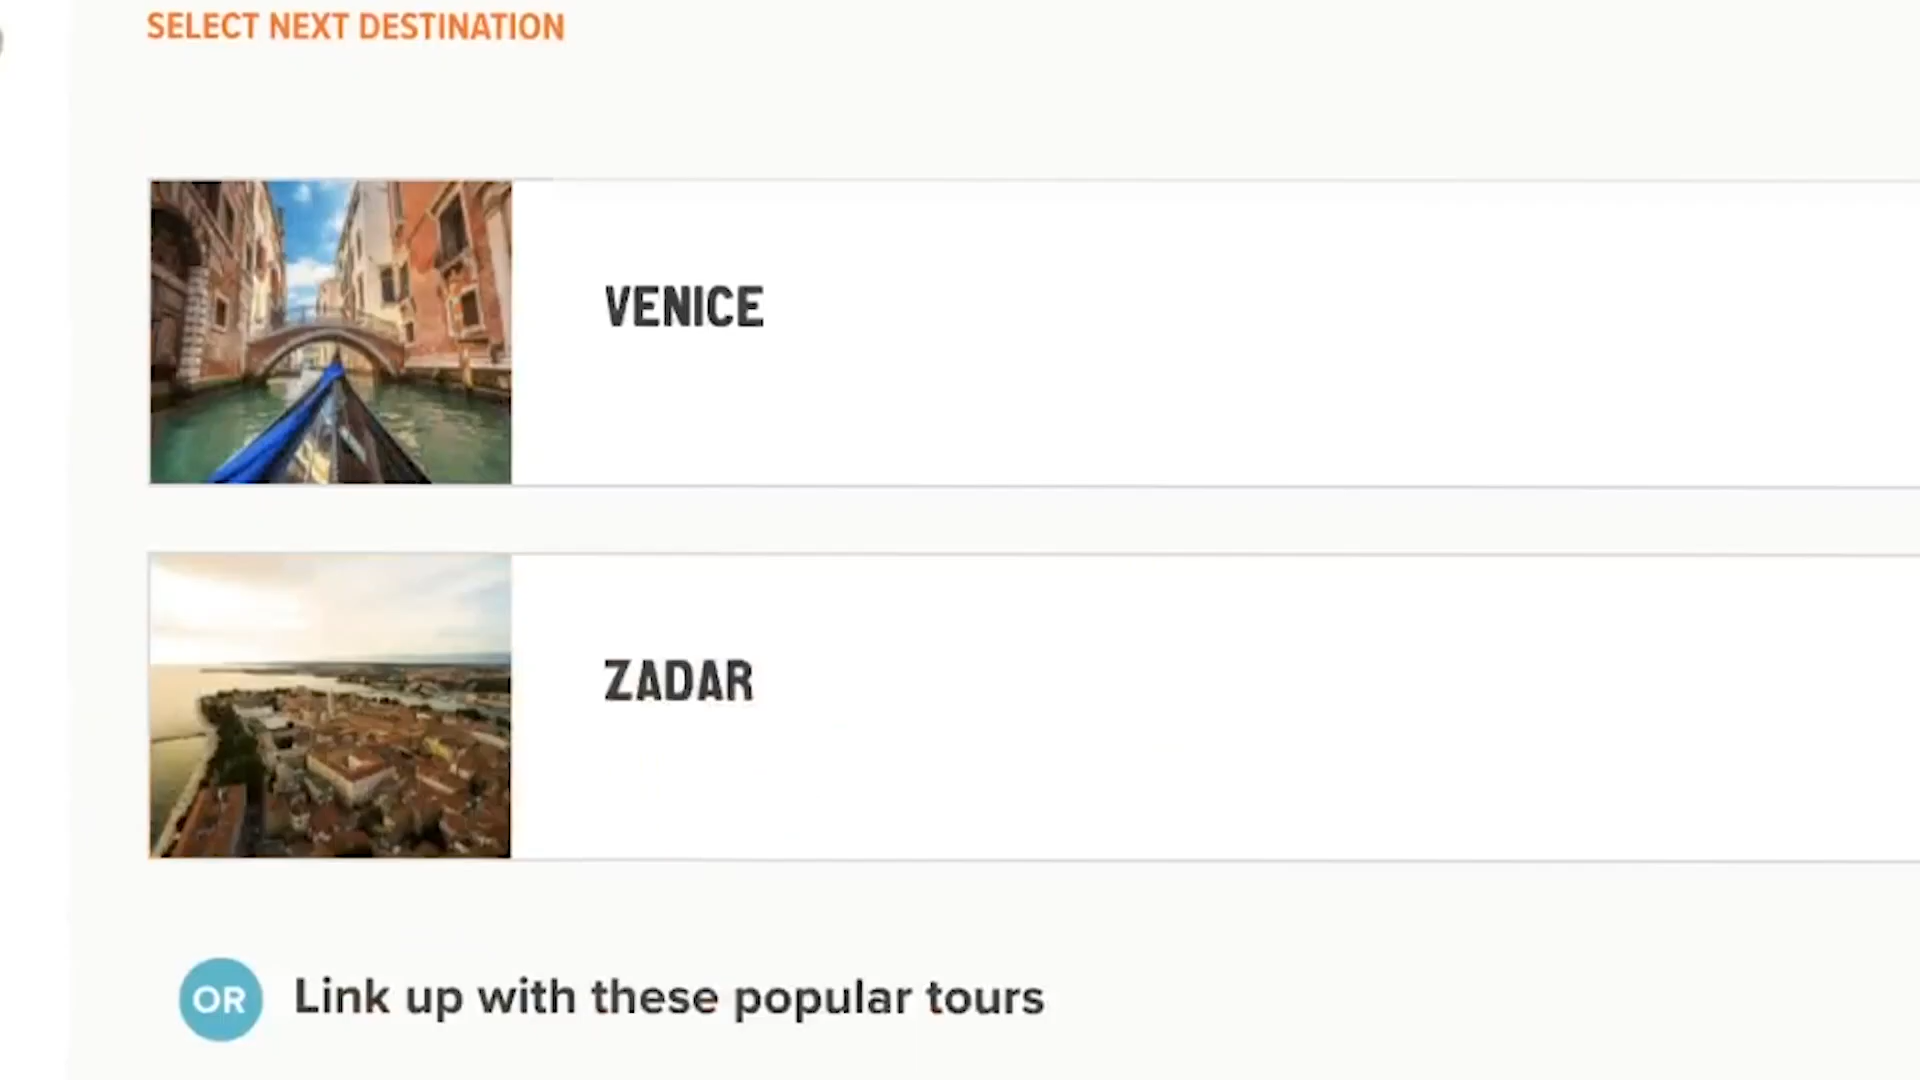 SELECT NEXT DESTINATION
VENICE
ZADAR
OR Link up with these popular tours